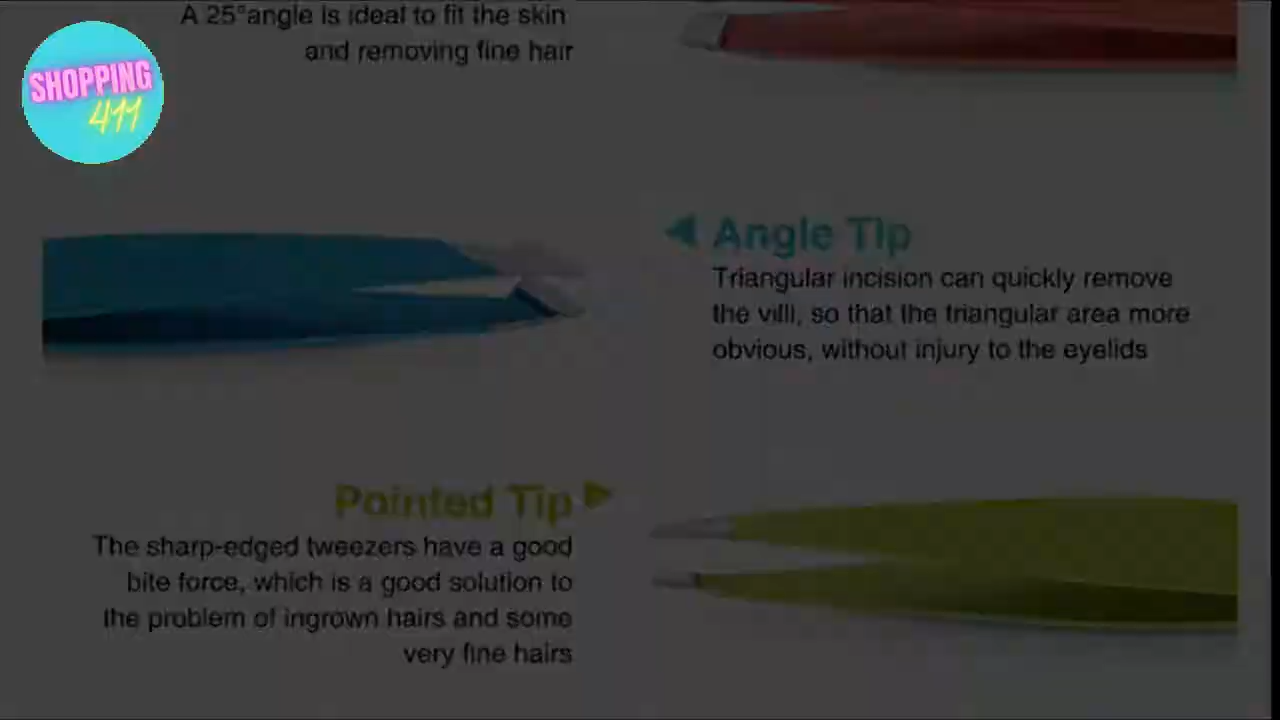 A 25°angle is ideal to fit the skin
and removing fine hair
SHOPPING
411
Angle Tip
Triangular incision can quickly remove
the villi, so that the triangular area more
obvious, without injury to the eyelids
Pointed Tip
The sharp-edged tweezers have a good
bite force, which is a good solution to
the problem of ingrown hairs and some
very fine hairs